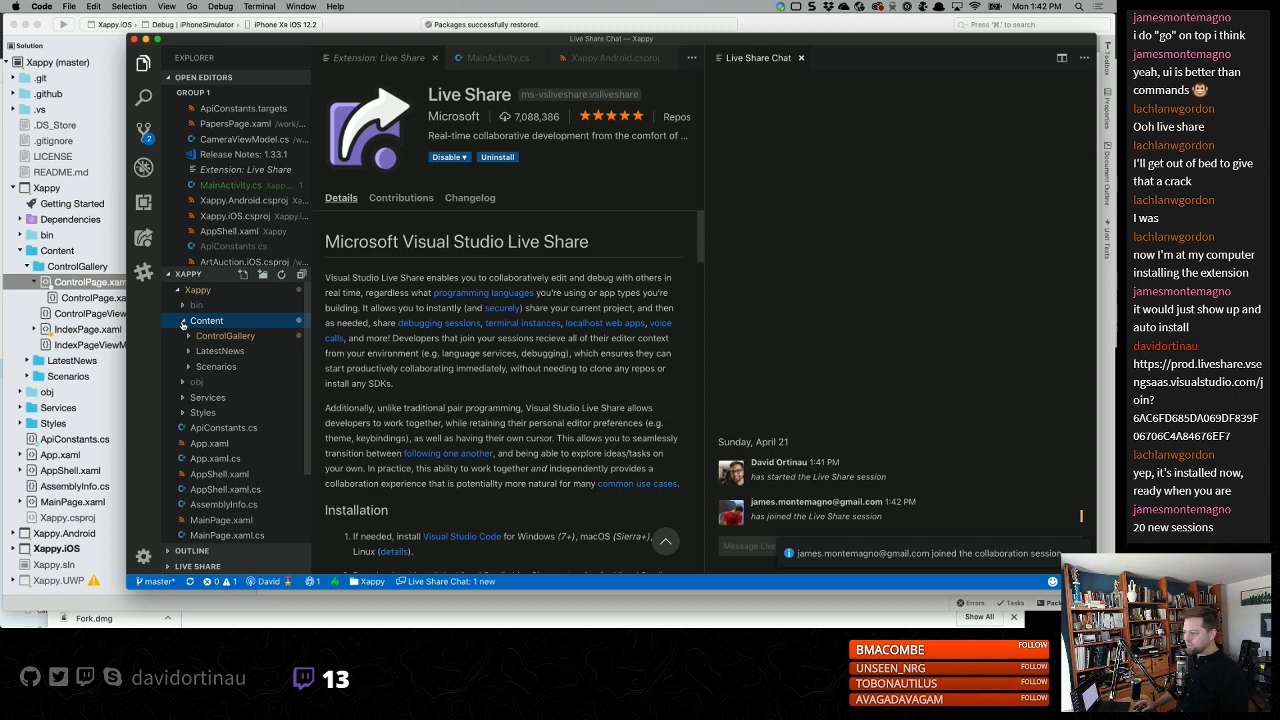 Code File Edit Selection View Go Debug Terminal Window Help
Mon 1:42 PM
Xappy.iOS
Debug | iPhoneSimulator
iPhone Xʀ iOS 12.2
Packages successfully restored.
Press '⌘.' to search
Solution
Xappy (master)
.git
.github
.vs
.DS_Store
.gitignore
LICENSE
README.md
Xappy
Getting Started
Dependencies
bin
Content
ControlGallery
ControlPage.xam
ControlPage.xa
ControlPageView
IndexPage.xaml
IndexPageViewM
LatestNews
Scenarios
obj
Services
Styles
ApiConstants.cs
App.xaml
AppShell.xaml
AssemblyInfo.cs
MainPage.xaml
Xappy.csproj
Xappy.Android
Xappy.iOS
Xappy.sln
Xappy.UWP
Fork.dmg
Live Share Chat — Xappy
EXPLORER
OPEN EDITORS
GROUP 1
ApiConstants.targets
PapersPage.xaml /work/...
CameraViewModel.cs /w...
Release Notes: 1.33.1
Extension: Live Share
MainActivity.cs Xapp... 1
Xappy.Android.csproj X...
Xappy.iOS.csproj Xappy.i...
AppShell.xaml Xappy
ApiConstants.cs
ArtAuction.iOS.csproj /w...
XAPPY
Xappy
bin
Content
ControlGallery
LatestNews
Scenarios
obj
Services
Styles
ApiConstants.cs
App.xaml
App.xaml.cs
AppShell.xaml
AppShell.xaml.cs
AssemblyInfo.cs
MainPage.xaml
MainPage.xaml.cs
OUTLINE
LIVE SHARE
2
Extension: Live Share
MainActivity.cs
Xappy.Android.csproj
Live Share ms-vsliveshare.vsliveshare
Microsoft 7,088,386 Repos
Real-time collaborative development from the comfort of ...
Disable Uninstall
Details Contributions Changelog
Microsoft Visual Studio Live Share
Visual Studio Live Share enables you to collaboratively edit and debug with others in
real time, regardless what programming languages you're using or app types you're
building. It allows you to instantly (and securely) share your current project, and then
as needed, share debugging sessions, terminal instances, localhost web apps, voice
calls, and more! Developers that join your sessions recieve all of their editor context
from your environment (e.g. language services, debugging), which ensures they can
start productively collaborating immediately, without needing to clone any repos or
install any SDKs.
Additionally, unlike traditional pair programming, Visual Studio Live Share allows
developers to work together, while retaining their personal editor preferences (e.g.
theme, keybindings), as well as having their own cursor. This allows you to seamlessly
transition between following one another, and being able to explore ideas/tasks on
your own. In practice, this ability to work together and independently provides a
collaboration experience that is potentiality more natural for many common use cases.
Installation
1. If needed, install Visual Studio Code for Windows (7+), macOS (Sierra+),
Linux (details).
Live Share Chat
Sunday, April 21
David Ortinau 1:41 PM
has started the Live Share session
james.montemagno@gmail.com 1:42 PM
has joined the Live Share session
Message Live
james.montemagno@gmail.com joined the collaboration session
master* 0 1 David 1 Xappy Live Share Chat: 1 new
Toolbox
Properties
Document Outline
Unit Tests
Errors Tasks Pack
Show All
jamesmontemagno
i do "go" on top i think
jamesmontemagno
yeah, ui is better than
commands
lachlanwgordon
Ooh live share
lachlanwgordon
I'll get out of bed to give
that a crack
lachlanwgordon
I was
lachlanwgordon
now I'm at my computer
installing the extension
jamesmontemagno
it would just show up and
auto install
davidortinau
https://prod.liveshare.vse
ngsaas.visualstudio.com/j
oin?
6AC6FD685DA069DF839F
06706C4A84676EF7
lachlanwgordon
yep, it's installed now,
ready when you are
jamesmontemagno
20 new sessions
davidortinau 13
BMACOMBE FOLLOW
UNSEEN_NRG FOLLOW
TOBONAUTILUS FOLLOW
AVAGADAVAGAM FOLLOW